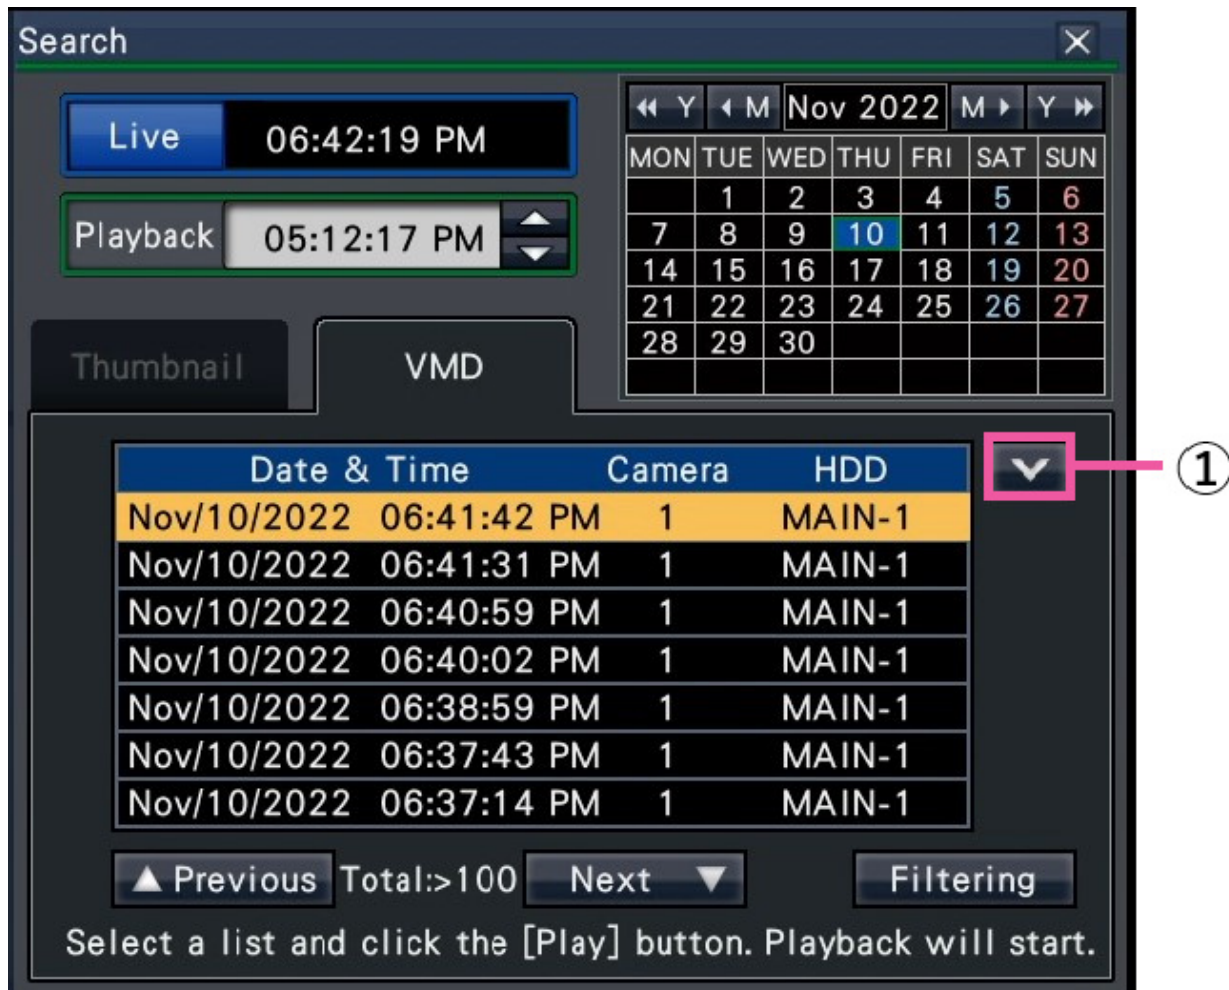 Search
Live 06:42:19 PM
Playback 05:12:17 PM
Y M Nov 2022 M Y
MON TUE WED THU FRI SAT SUN
1 2 3 4 5 6
7 8 9 10 11 12 13
14 15 16 17 18 19 20
21 22 23 24 25 26 27
28 29 30
Thumbnail VMD
①
Date & Time Camera HDD
Nov/10/2022 06:41:42 PM 1 MAIN-1
Nov/10/2022 06:41:31 PM 1 MAIN-1
Nov/10/2022 06:40:59 PM 1 MAIN-1
Nov/10/2022 06:40:02 PM 1 MAIN-1
Nov/10/2022 06:38:59 PM 1 MAIN-1
Nov/10/2022 06:37:43 PM 1 MAIN-1
Nov/10/2022 06:37:14 PM 1 MAIN-1
Previous Total:>100 Next Filtering
Select a list and click the [Play] button. Playback will start.